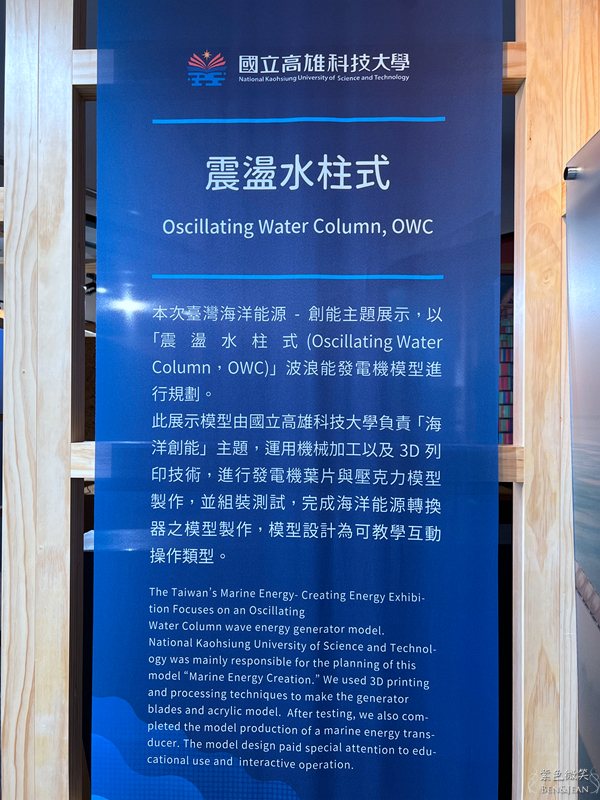 國立高雄科技大學
National Kaohsiung University of Science and Technology
震盪水柱式
Oscillating Water Column, OWC
本次臺灣海洋能源 - 創能主題展示，以
「震盪水柱式(Oscillating Water
Column，OWC)」波浪能發電機模型進
行規劃。
此展示模型由國立高雄科技大學負責「海
洋創能」主題，運用機械加工以及 3D 列
印技術，進行發電機葉片與壓克力模型
製作，並組裝測試，完成海洋能源轉換
器之模型製作，模型設計為可教學互動
操作類型。
The Taiwan's Marine Energy- Creating Energy Exhibi-
tion Focuses on an Oscillating
Water Column wave energy generator model.
National Kaohsiung University of Science and Technol-
ogy was mainly responsible for the planning of this
model “Marine Energy Creation.” We used 3D printing
and processing techniques to make the generator
blades and acrylic model. After testing, we also com-
pleted the model production of a marine energy trans-
ducer. The model design paid special attention to edu-
cational use and interactive operation.
紫色微笑
BEN&JEAN